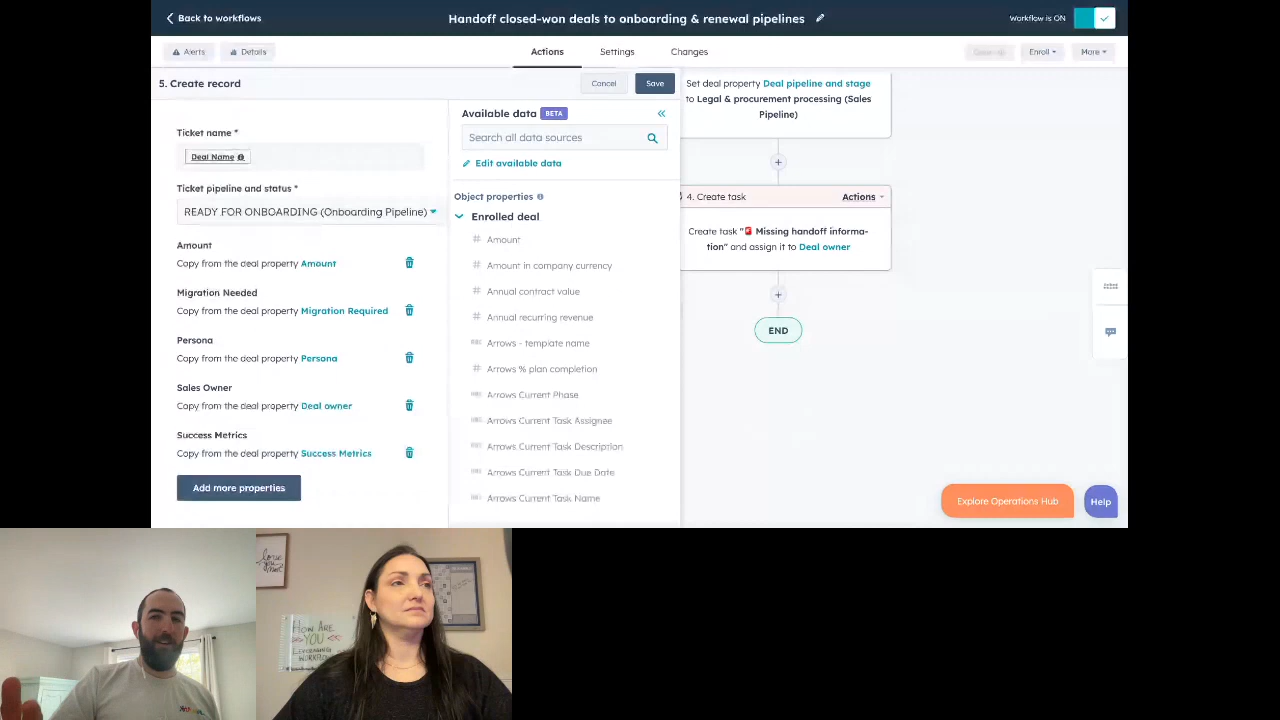 Back to workflows
Handoff closed-won deals to onboarding & renewal pipelines
Workflow is ON
Alerts
Details
Actions
Settings
Changes
Enroll
More
5. Create record
Cancel
Save
Ticket name *
Deal Name
Ticket pipeline and status *
READY FOR ONBOARDING (Onboarding Pipeline)
Amount
Copy from the deal property Amount
Migration Needed
Copy from the deal property Migration Required
Persona
Copy from the deal property Persona
Sales Owner
Copy from the deal property Deal owner
Success Metrics
Copy from the deal property Success Metrics
Add more properties
Available data BETA
Search all data sources
Edit available data
Object properties
Enrolled deal
Amount
Amount in company currency
Annual contract value
Annual recurring revenue
Arrows - template name
Arrows % plan completion
Arrows Current Phase
Arrows Current Task Assignee
Arrows Current Task Description
Arrows Current Task Due Date
Arrows Current Task Name
Set deal property Deal pipeline and stage
to Legal & procurement processing (Sales
Pipeline)
4. Create task
Actions
Create task "🚨 Missing handoff informa-
tion" and assign it to Deal owner
END
Explore Operations Hub
Help
love
you
HOW ARE
YOU
LEVERAGING